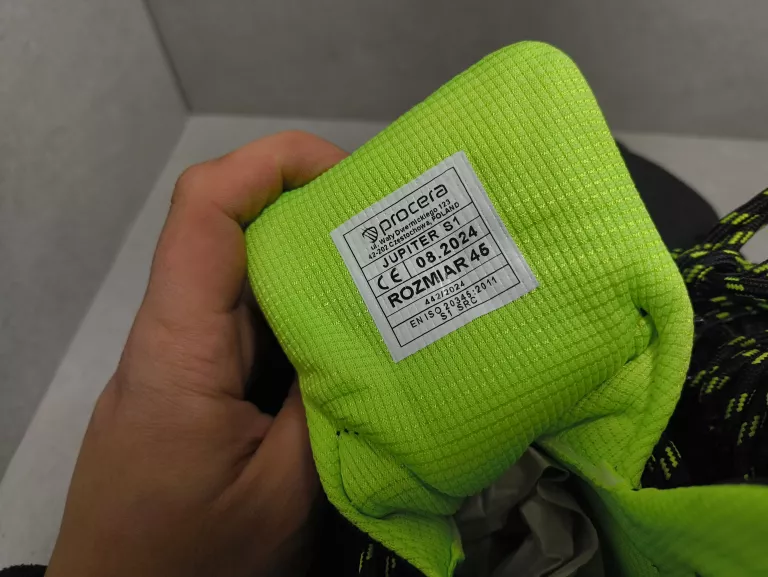 procera
ul. Wały Dwernickiego 123
42-202 Częstochowa, POLAND
JUPITER S1
CE 08.2024
ROZMIAR 46
442/2024
EN ISO 20345:2011
S1 SRC